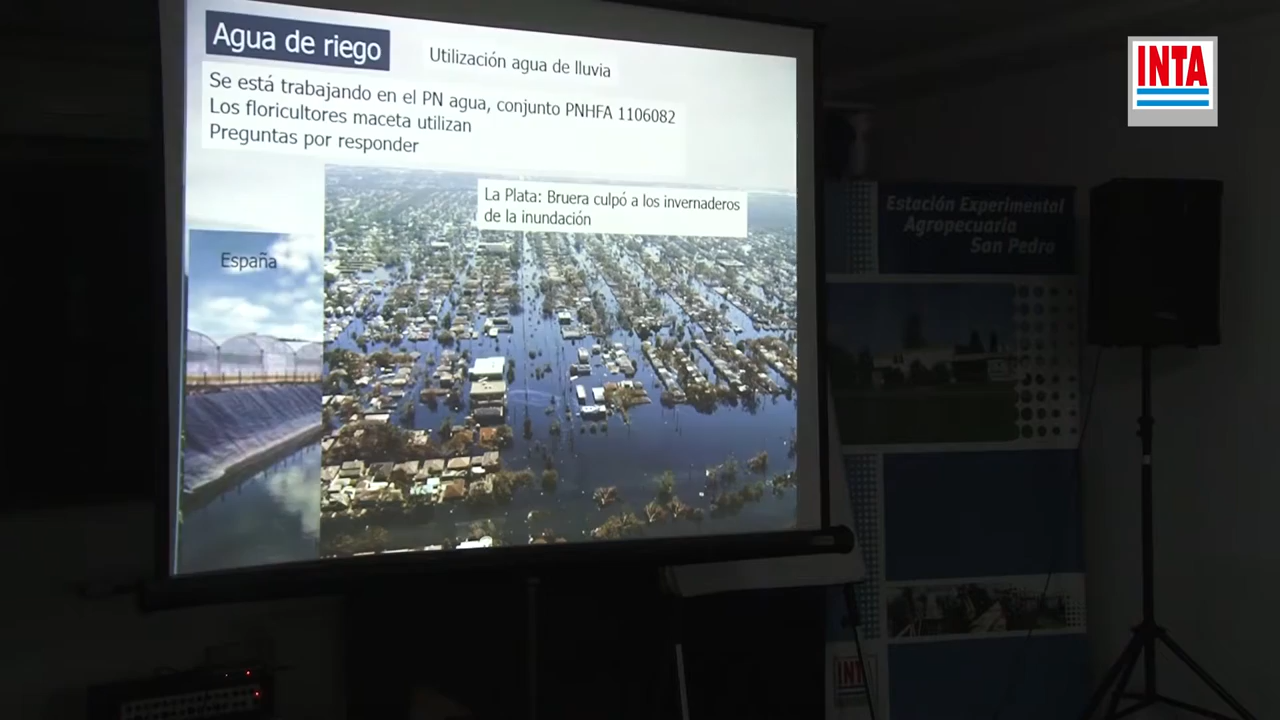 Agua de riego
Utilización agua de lluvia
Se está trabajando en el PN agua, conjunto PNHFA 1106082
Los floricultores maceta utilizan
Preguntas por responder
La Plata: Bruera culpó a los invernaderos
de la inundación
España
INTA
Estación Experimental
Agropecuaria
San Pedro
INTA